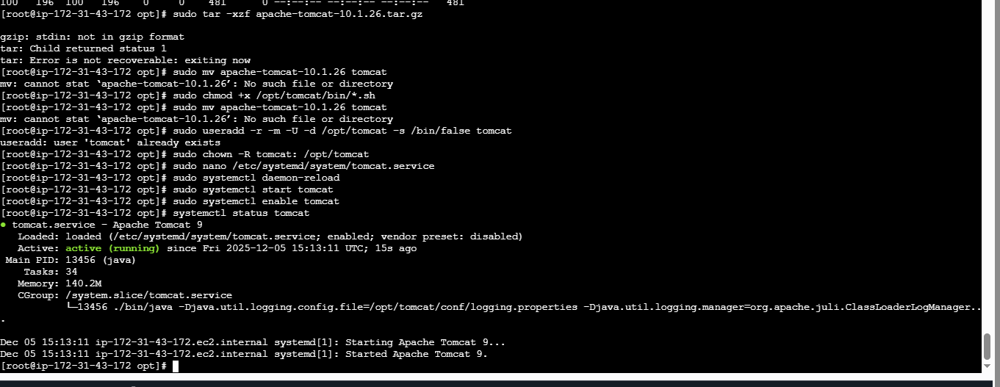 100 196 100 196 0 0 481 0 --:--:-- --:--:-- --:--:-- 481
[root@ip-172-31-43-172 opt]# sudo tar -xzf apache-tomcat-10.1.26.tar.gz
gzip: stdin: not in gzip format
tar: Child returned status 1
tar: Error is not recoverable: exiting now
[root@ip-172-31-43-172 opt]# sudo mv apache-tomcat-10.1.26 tomcat
mv: cannot stat ‘apache-tomcat-10.1.26’: No such file or directory
[root@ip-172-31-43-172 opt]# sudo chmod +x /opt/tomcat/bin/*.sh
[root@ip-172-31-43-172 opt]# sudo mv apache-tomcat-10.1.26 tomcat
mv: cannot stat ‘apache-tomcat-10.1.26’: No such file or directory
[root@ip-172-31-43-172 opt]# sudo useradd -r -m -U -d /opt/tomcat -s /bin/false tomcat
useradd: user 'tomcat' already exists
[root@ip-172-31-43-172 opt]# sudo chown -R tomcat: /opt/tomcat
[root@ip-172-31-43-172 opt]# sudo nano /etc/systemd/system/tomcat.service
[root@ip-172-31-43-172 opt]# sudo systemctl daemon-reload
[root@ip-172-31-43-172 opt]# sudo systemctl start tomcat
[root@ip-172-31-43-172 opt]# sudo systemctl enable tomcat
[root@ip-172-31-43-172 opt]# systemctl status tomcat
● tomcat.service - Apache Tomcat 9
Loaded: loaded (/etc/systemd/system/tomcat.service; enabled; vendor preset: disabled)
Active: active (running) since Fri 2025-12-05 15:13:11 UTC; 15s ago
Main PID: 13456 (java)
Tasks: 34
Memory: 140.2M
CGroup: /system.slice/tomcat.service
└─13456 ./bin/java -Djava.util.logging.config.file=/opt/tomcat/conf/logging.properties -Djava.util.logging.manager=org.apache.juli.ClassLoaderLogManager..
.
Dec 05 15:13:11 ip-172-31-43-172.ec2.internal systemd[1]: Starting Apache Tomcat 9...
Dec 05 15:13:11 ip-172-31-43-172.ec2.internal systemd[1]: Started Apache Tomcat 9.
[root@ip-172-31-43-172 opt]#